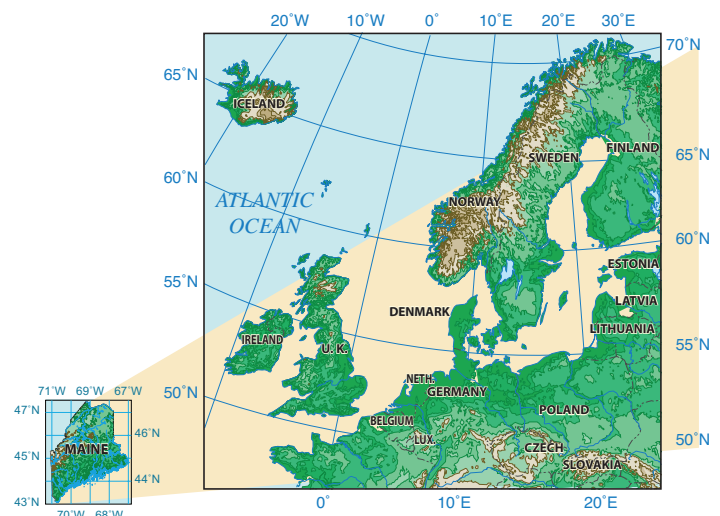 20°W 10°W 0° 10°E 20°E 30°E
70°N
65°N
ICELAND
FINLAND
SWEDEN
65°N
60°N
NORWAY
ATLANTIC
OCEAN
60°N
ESTONIA
55°N
LATVIA
DENMARK
LITHUANIA
IRELAND
U. K.
55°N
NETH.
GERMANY
50°N
POLAND
BELGIUM
LUX.
CZECH
50°N
SLOVAKIA
0° 10°E 20°E
71°W 69°W 67°W
47°N
46°N
MAINE
45°N
44°N
43°N
70°W 68°W